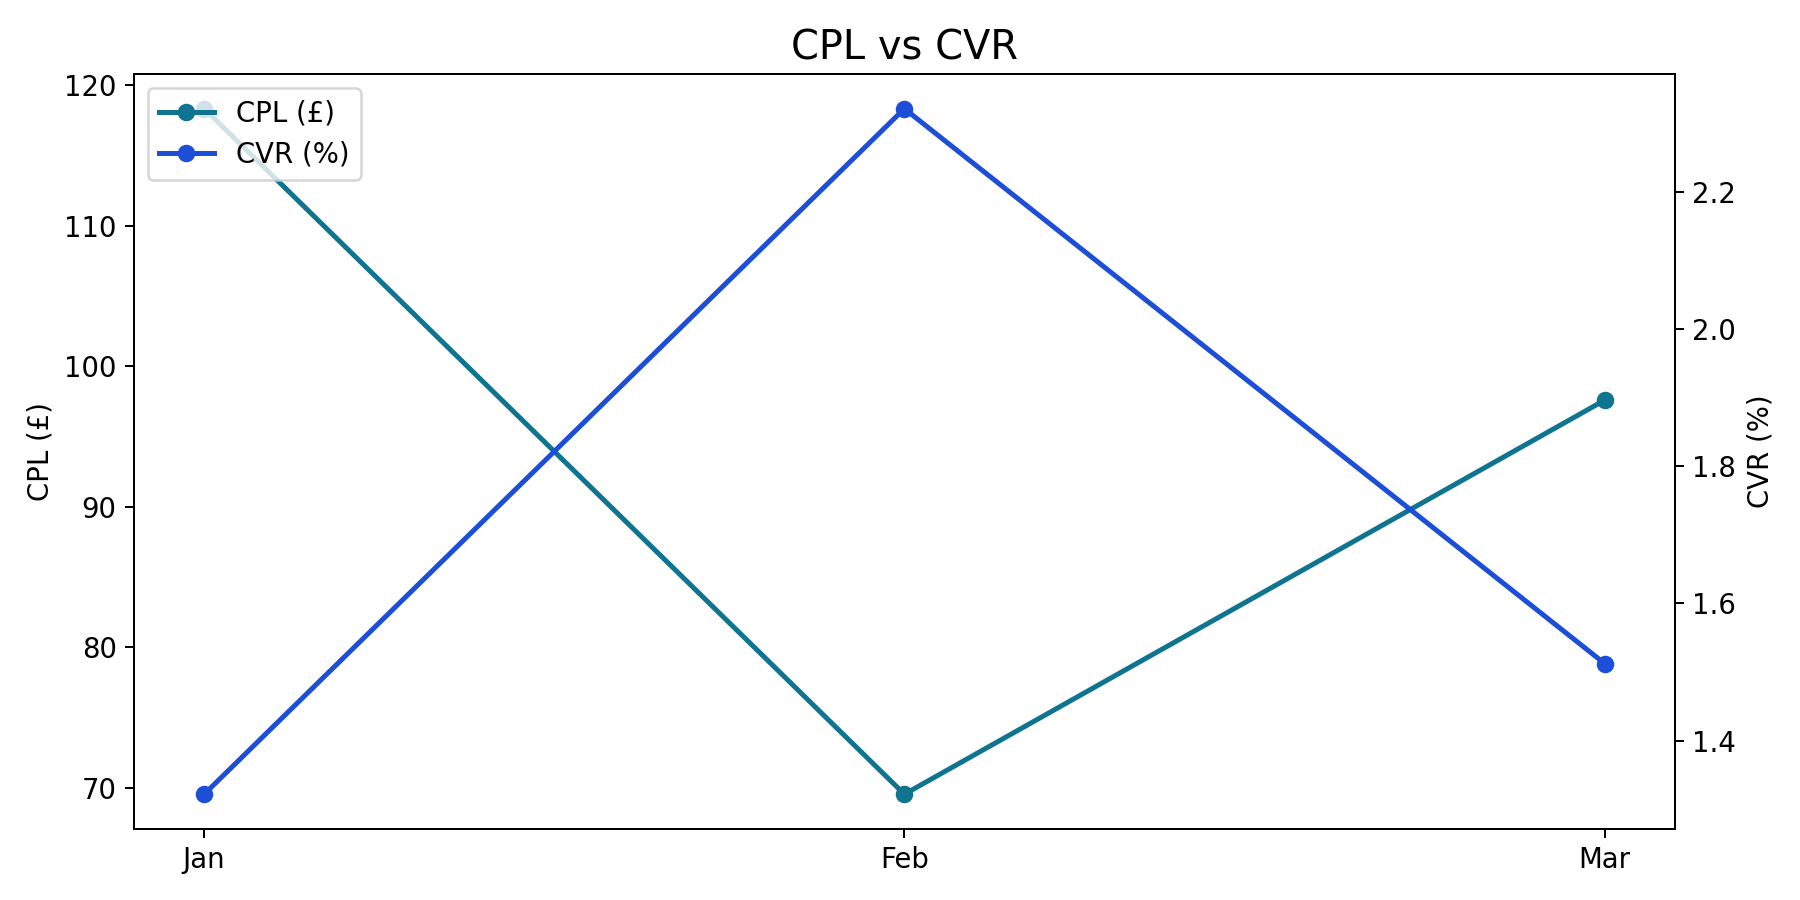 CPL vs CVR
CPL (£)
CVR (%)
120
110
100
90
80
70
CPL (£)
2.2
2.0
1.8
1.6
1.4
CVR (%)
Jan
Feb
Mar